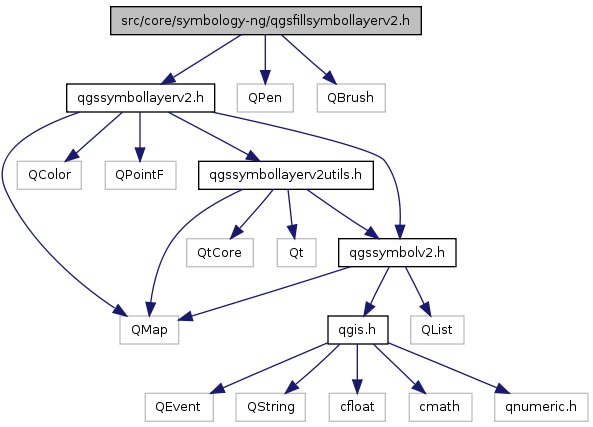 src/core/symbology-ng/qgsfillsymbollayerv2.h
qgssymbollayerv2.h
QPen
QBrush
QColor
QPointF
qgssymbollayerv2utils.h
QtCore
Qt
qgssymbolv2.h
QMap
qgis.h
QList
QEvent
QString
cfloat
cmath
qnumeric.h